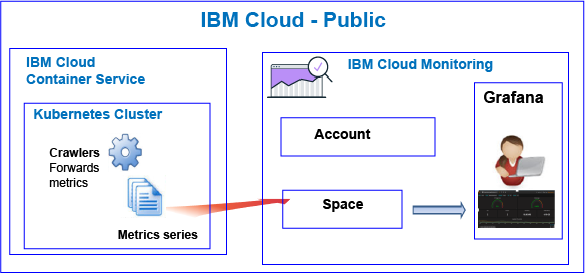 IBM Cloud - Public
IBM Cloud
Container Service
Kubernetes Cluster
Crawlers
Forwards
metrics
Metrics series
IBM Cloud Monitoring
Account
Space
Grafana